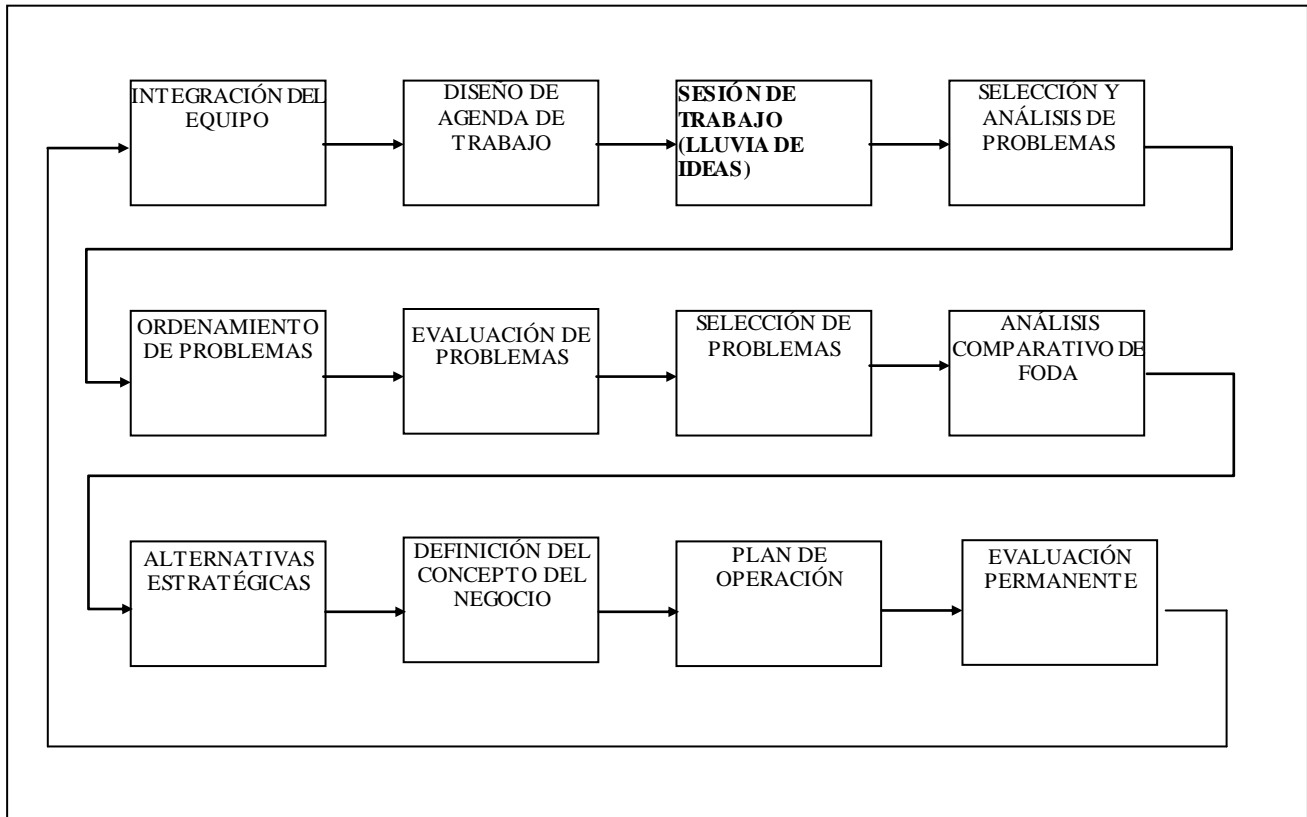 INTEGRACIÓN DEL
EQUIPO
DISEÑO DE
AGENDA DE
TRABAJO
SESIÓN DE
TRABAJO
(LLUVIA DE
IDEAS)
SELECCIÓN Y
ANÁLISIS DE
PROBLEMAS
ORDENAMIENTO
DE PROBLEMAS
EVALUACIÓN DE
PROBLEMAS
SELECCIÓN DE
PROBLEMAS
ANÁLISIS
COMPARATIVO DE
FODA
ALTERNATIVAS
ESTRATÉGICAS
DEFINICIÓN DEL
CONCEPTO DEL
NEGOCIO
PLAN DE
OPERACIÓN
EVALUACIÓN
PERMANENTE